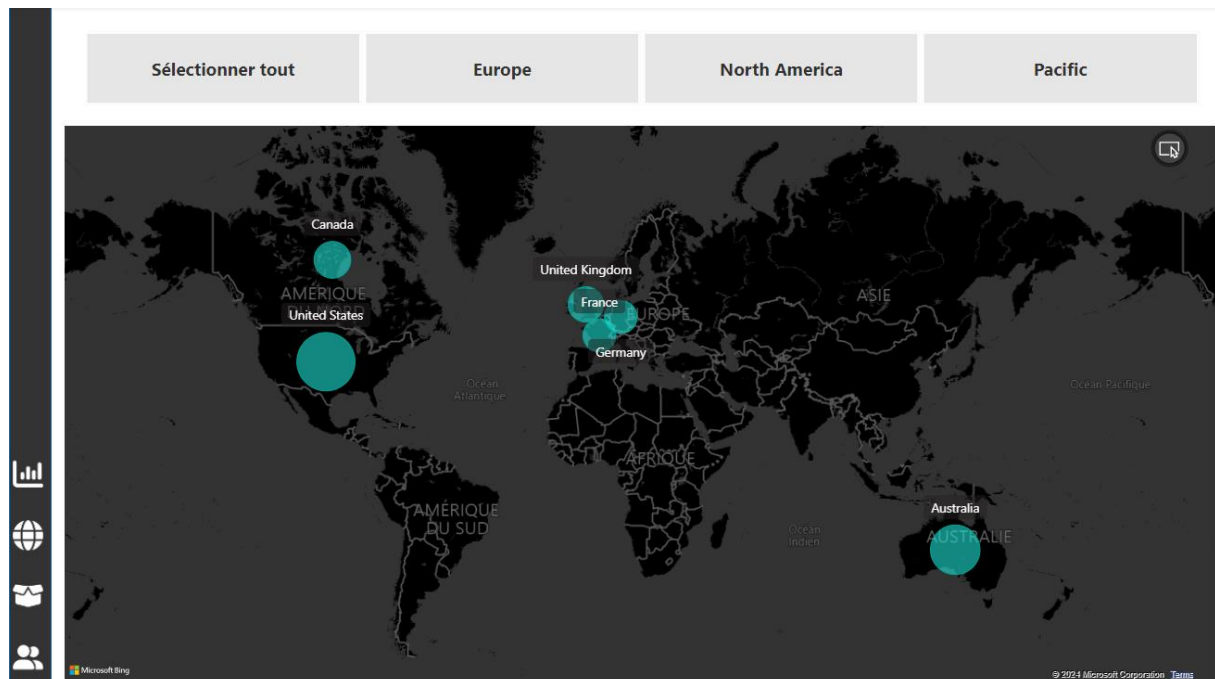 Sélectionner tout
Europe
North America
Pacific
Canada
AMÉRIQUE
United States
United Kingdom
France
EUROPE
Germany
ASIE
Océan
Atlantique
Océan Pacifique
AFRIQUE
AMÉRIQUE
DU SUD
Océan
Indien
Australia
AUSTRALIE
Microsoft Bing
© 2024 Microsoft Corporation Terms